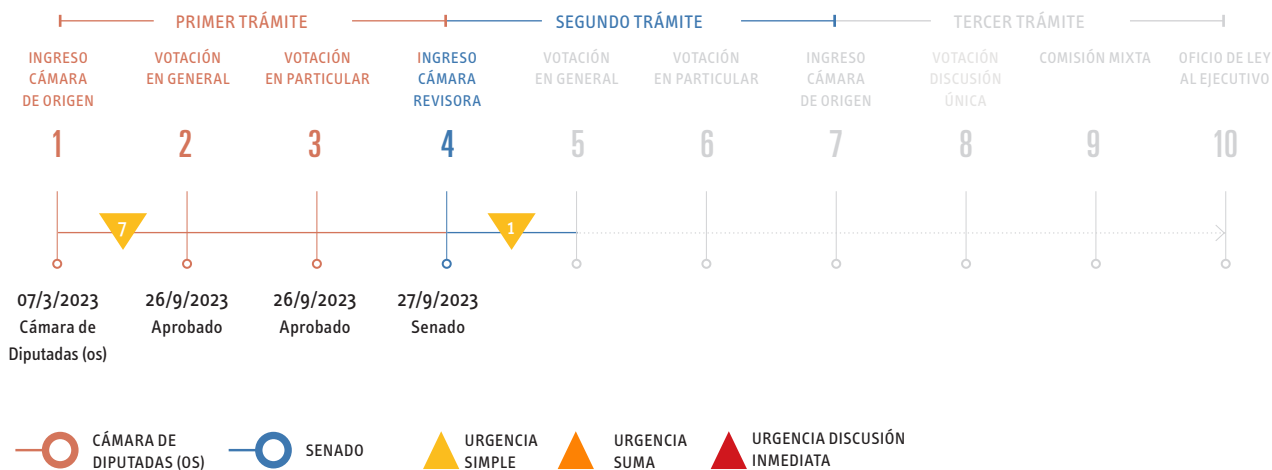 PRIMER TRÁMITE
SEGUNDO TRÁMITE
TERCER TRÁMITE
INGRESO
CÁMARA
DE ORIGEN
VOTACIÓN
EN GENERAL
VOTACIÓN
EN PARTICULAR
INGRESO
CÁMARA
REVISORA
VOTACIÓN
EN GENERAL
VOTACIÓN
EN PARTICULAR
INGRESO
CÁMARA
DE ORIGEN
VOTACIÓN
DISCUSIÓN
ÚNICA
COMISIÓN MIXTA
OFICIO DE LEY
AL EJECUTIVO
1
2
3
4
5
6
7
8
9
10
7
1
07/3/2023
Cámara de
Diputadas (os)
26/9/2023
Aprobado
26/9/2023
Aprobado
27/9/2023
Senado
CÁMARA DE
DIPUTADAS (OS)
SENADO
URGENCIA
SIMPLE
URGENCIA
SUMA
URGENCIA DISCUSIÓN
INMEDIATA